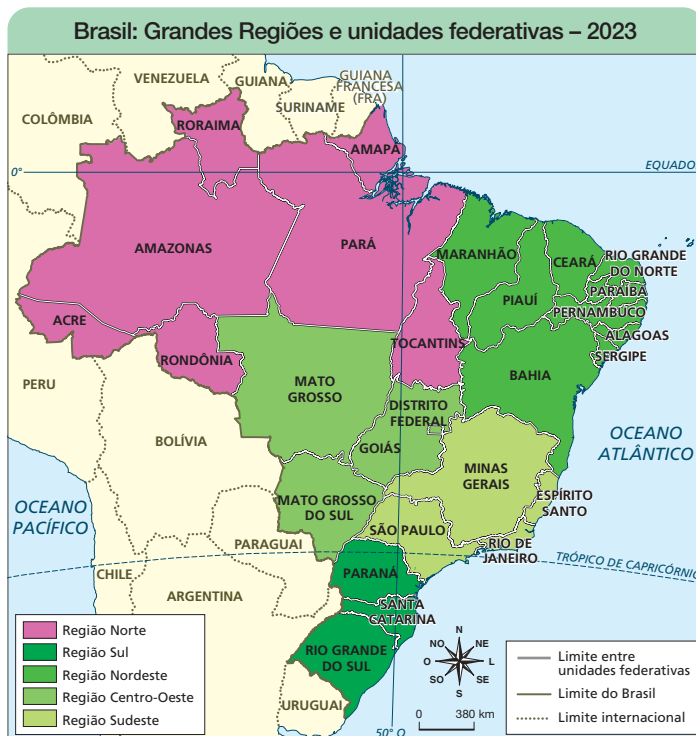 Brasil: Grandes Regiões e unidades federativas – 2023
VENEZUELA
GUIANA
GUIANA
FRANCESA
(FRA)
SURINAME
COLÔMBIA
RORAIMA
AMAPÁ
0°
EQUADO
AMAZONAS
PARÁ
MARANHÃO
CEARÁ
RIO GRANDE
DO NORTE
PARAÍBA
PIAUÍ
PERNAMBUCO
ACRE
ALAGOAS
TOCANTINS
SERGIPE
RONDÔNIA
PERU
MATO
GROSSO
BAHIA
DISTRITO
FEDERAL
BOLÍVIA
GOIÁS
OCEANO
ATLÂNTICO
MINAS
GERAIS
ESPÍRITO
SANTO
MATO GROSSO
DO SUL
OCEANO
PACÍFICO
SÃO PAULO
RIO DE
JANEIRO
PARAGUAI
TRÓPICO DE CAPRICÓRNIO
CHILE
PARANÁ
ARGENTINA
SANTA
CATARINA
RIO GRANDE
DO SUL
URUGUAI
50° O
Região Norte
Região Sul
Região Nordeste
Região Centro-Oeste
Região Sudeste
N
NO NE
O L
SO SE
S
0 380 km
Limite entre
unidades federativas
Limite do Brasil
Limite internacional